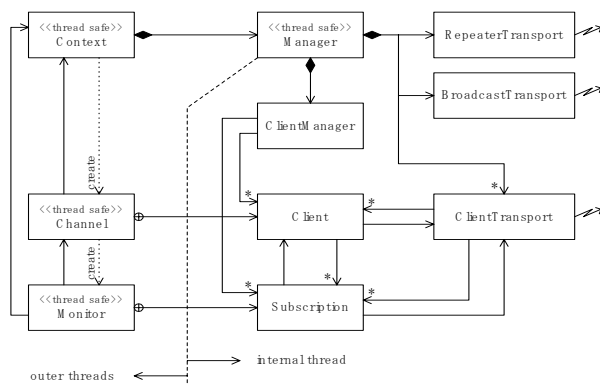 <<thread safe>>
Context
<<thread safe>>
Manager
RepeaterTransport
BroadcastTransport
ClientManager
create
*
*
*
<<thread safe>>
Channel
Client
ClientTransport
create
*
*
*
<<thread safe>>
Monitor
Subscription
internal thread
outer threads